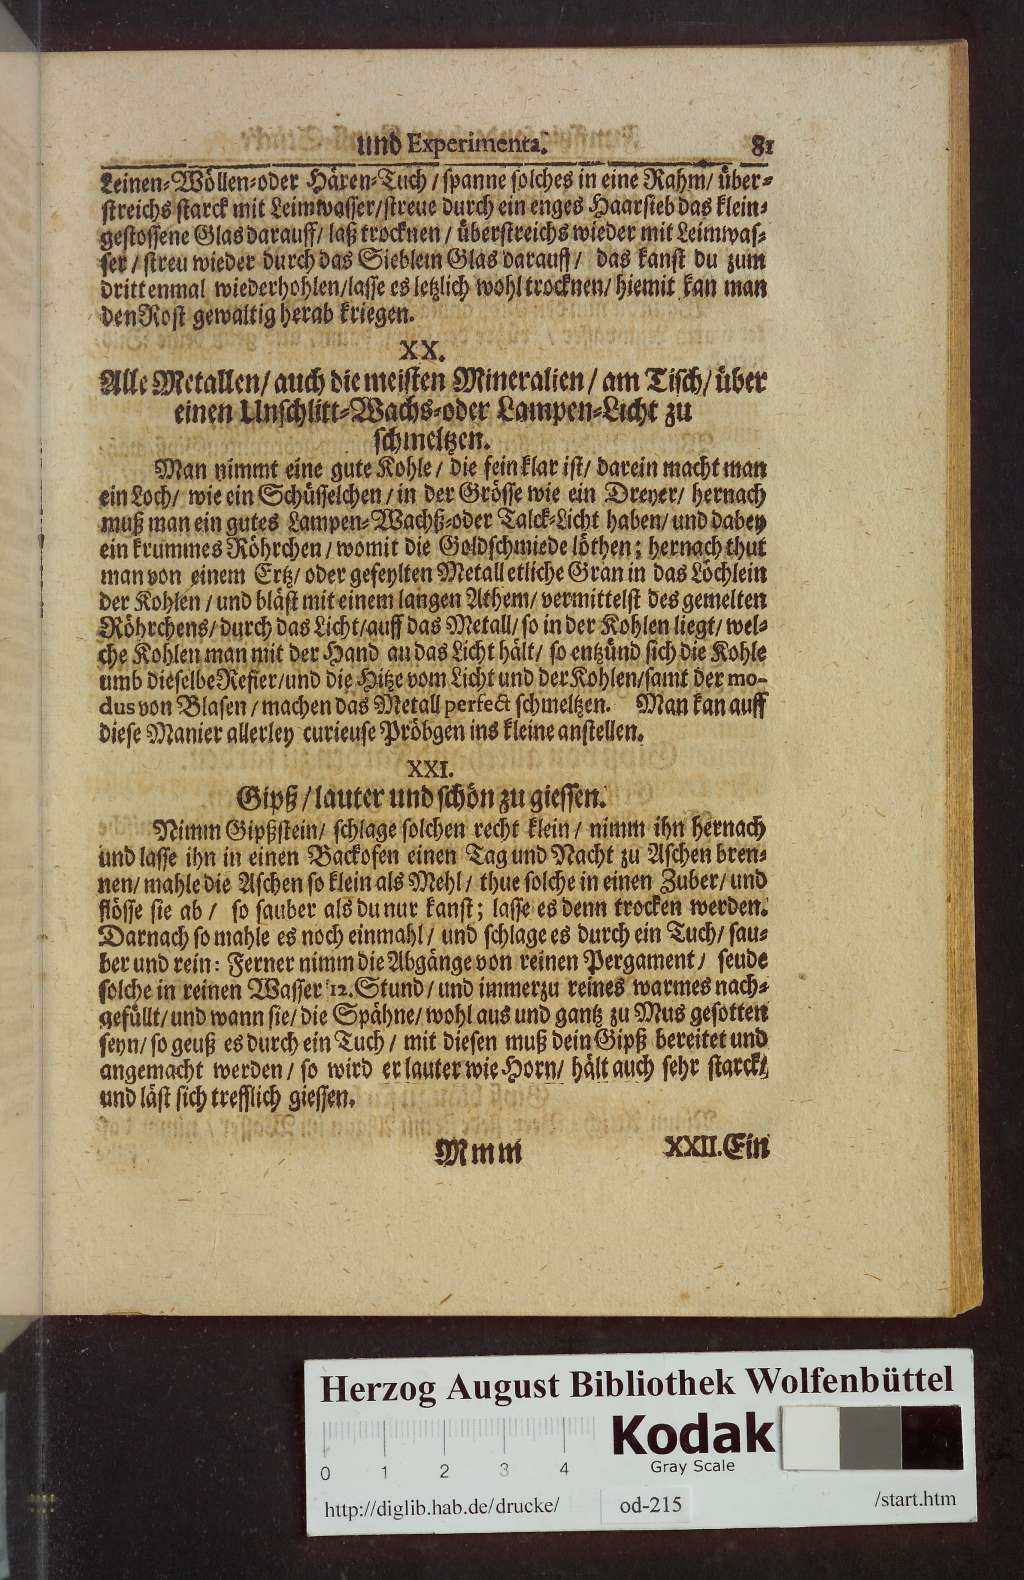 und Experimenta. 81
Leinen-Wöllen-oder Hären-Tuch / spanne solches in eine Rahm / über-
streichs starck mit Leimwasser / streue durch ein enges Haarsieb das klein-
gestossene Glas darauff / laß trocknen / überstreichs wieder mit Leimwas-
ser / streu wieder durch das Sieblein Glas darauff / das kanst du zum
dritten mal wiederhohlen / lasse es letzlich wohl trocknen / hiemit kan man
den Rost gewaltig herab kriegen.
XX.
Alle Metallen / auch die meisten Mineralien / am Tisch / über
einen Unschlitt-Wachs-oder Lampen-Licht zu
schmeltzen.
Man nimmt eine gute Kohle / die fein klar ist / darein macht man
ein Loch / wie ein Schüsselchen / in der Grösse wie ein Dreyer / hernach
muß man ein gutes Lampen-Wachß-oder Talck-Licht haben / und dabey
ein krummes Röhrchen / womit die Goldschmiede löthen; hernach thut
man von einem Ertz / oder gefeylten Metall etliche Gran in das Löchlein
der Kohlen / und bläst mit einem langen Athem / vermittelst des gemelten
Röhrchens / durch das Licht / auff das Metall / so in der Kohlen liegt / wel-
che Kohlen man mit der Hand an das Licht hält / so entzünd sich die Kohle
umb dieselbe Refier / und die Hitze vom Licht und der Kohlen / samt der mo-
dus von Blasen / machen das Metall perfect schmeltzen. Man kan auff
diese Manier allerley curieuse Pröbgen ins kleine anstellen.
XXI.
Gipß / lauter und schön zu giessen.
Nimm Gipßstein / schlage solchen recht klein / nimm ihn hernach
und lasse ihn in einen Backofen einen Tag und Nacht zu Aschen bren-
nen / mahle die Aschen so klein als Mehl / thue solche in einen Zuber / und
flösse sie ab / so sauber als du nur kanst; lasse es denn trocken werden.
Darnach so mahle es noch einmahl / und schlage es durch ein Tuch / sau-
ber und rein: Ferner nimm die Abgänge von reinen Pergament / seude
solche in reinen Wasser 12. Stund / und immerzu reines warmes nach-
gefüllt / und wann sie / die Spähne / wohl aus und gantz zu Mus gesotten
seyn / so geuß es durch ein Tuch / mit diesen muß dein Gipß bereitet und
angemacht werden / so wird er lauter wie Horn / hält auch sehr starck /
und läst sich trefflich giessen.
Mmm XXII. Ein
Herzog August Bibliothek Wolfenbüttel
Kodak
Gray Scale
0 1 2 3 4
http://diglib.hab.de/drucke/ od-215 /start.htm